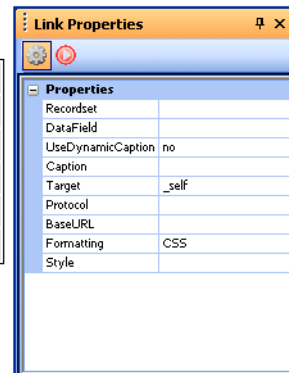 Link Properties
Properties
Recordset
DataField
UseDynamicCaption no
Caption
Target _self
Protocol
BaseURL
Formatting CSS
Style